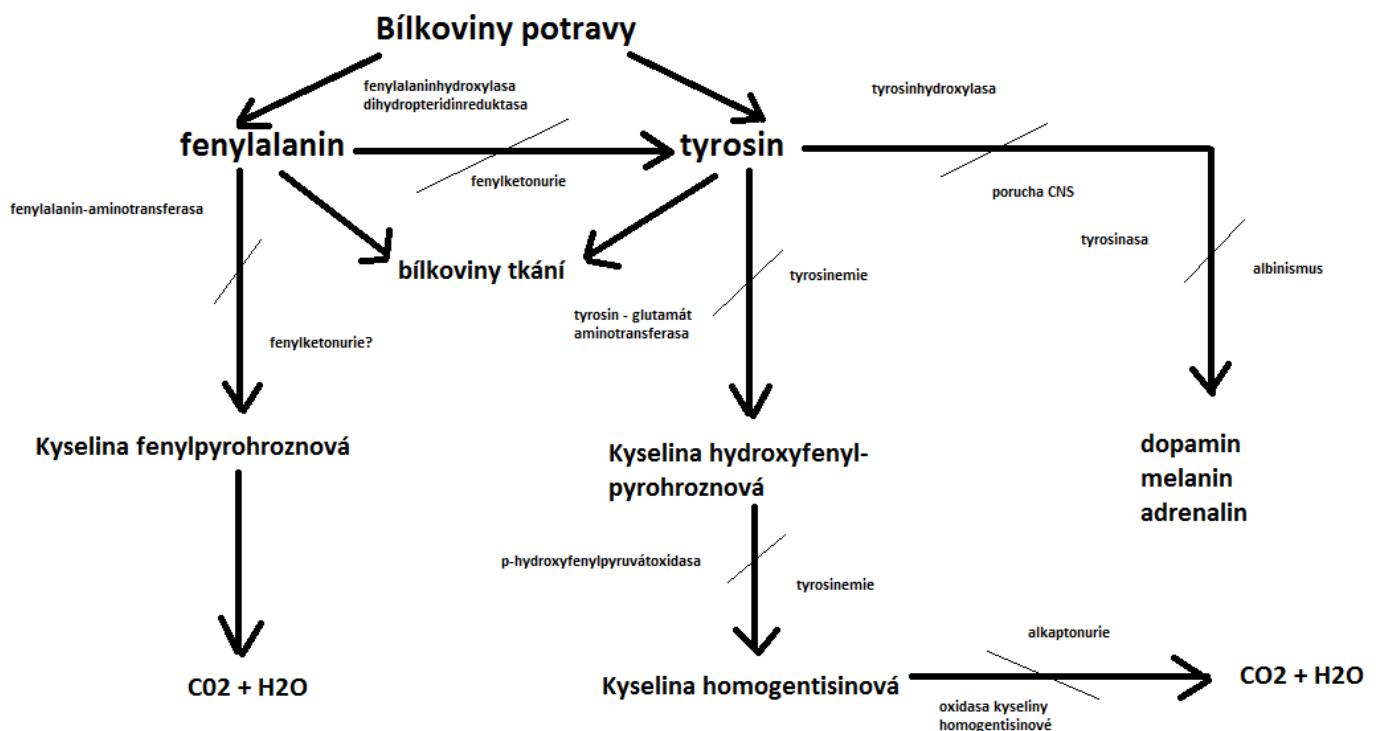 Bílkoviny potravy
fenylalaninhydroxylasa
dihydropteridinreduktasa
tyrosinhydroxylasa
fenylalanin
tyrosin
fenylketonurie
porucha CNS
fenylalanin-aminotransferasa
tyrosinasa
bílkoviny tkání
tyrosinemie
albinismus
tyrosin - glutamát
aminotransferasa
fenylketonurie?
Kyselina fenylpyrohroznová
Kyselina hydroxyfenyl-
pyrohroznová
dopamin
melanin
adrenalin
p-hydroxyfenylpyruvátoxidasa
tyrosinemie
alkaptonurie
C02 + H2O
Kyselina homogentisinová
CO2 + H2O
oxidasa kyseliny
homogentisinové